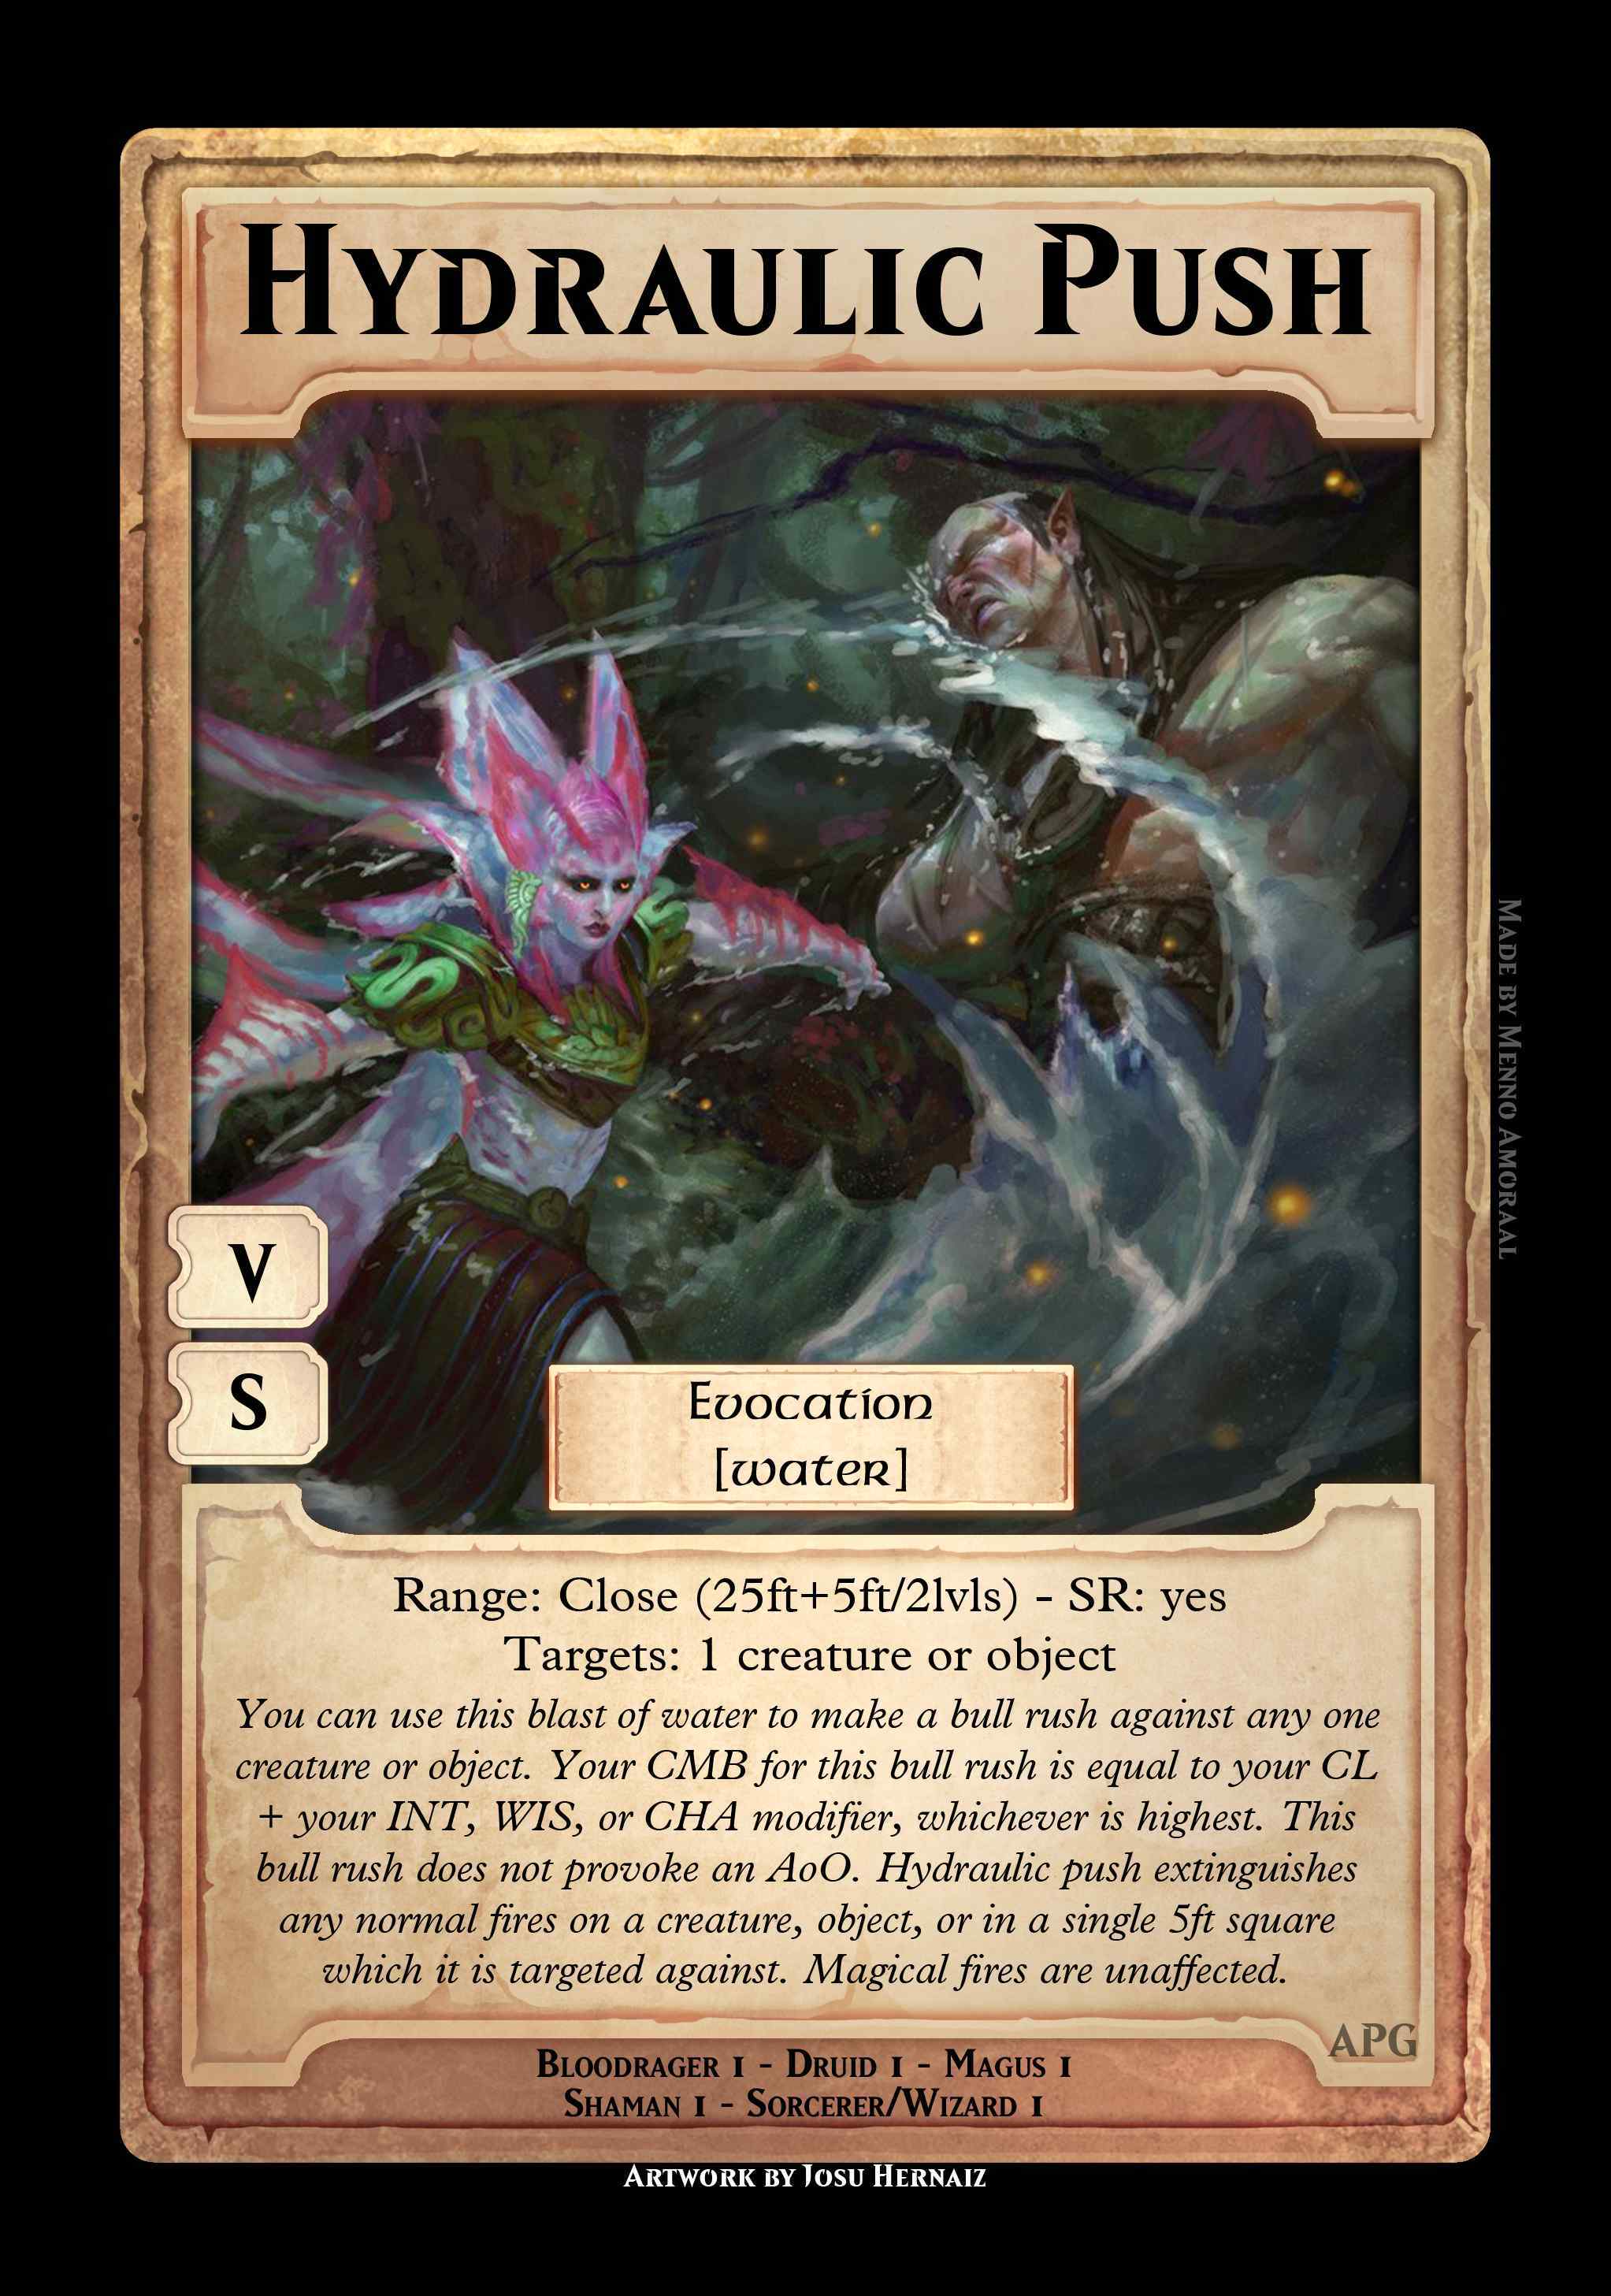 Hydraulic Push
V
S
Evocation
[water]
Range: Close (25ft+5ft/2lvls) - SR: yes
Targets: 1 creature or object
You can use this blast of water to make a bull rush against any one
creature or object. Your CMB for this bull rush is equal to your CL
+ your INT, WIS, or CHA modifier, whichever is highest. This
bull rush does not provoke an AoO. Hydraulic push extinguishes
any normal fires on a creature, object, or in a single 5ft square
which it is targeted against. Magical fires are unaffected.
APG
Bloodrager 1 - Druid 1 - Magus 1
Shaman 1 - Sorcerer/Wizard 1
Artwork by Josu Hernaiz
Made by Menno Amoraal